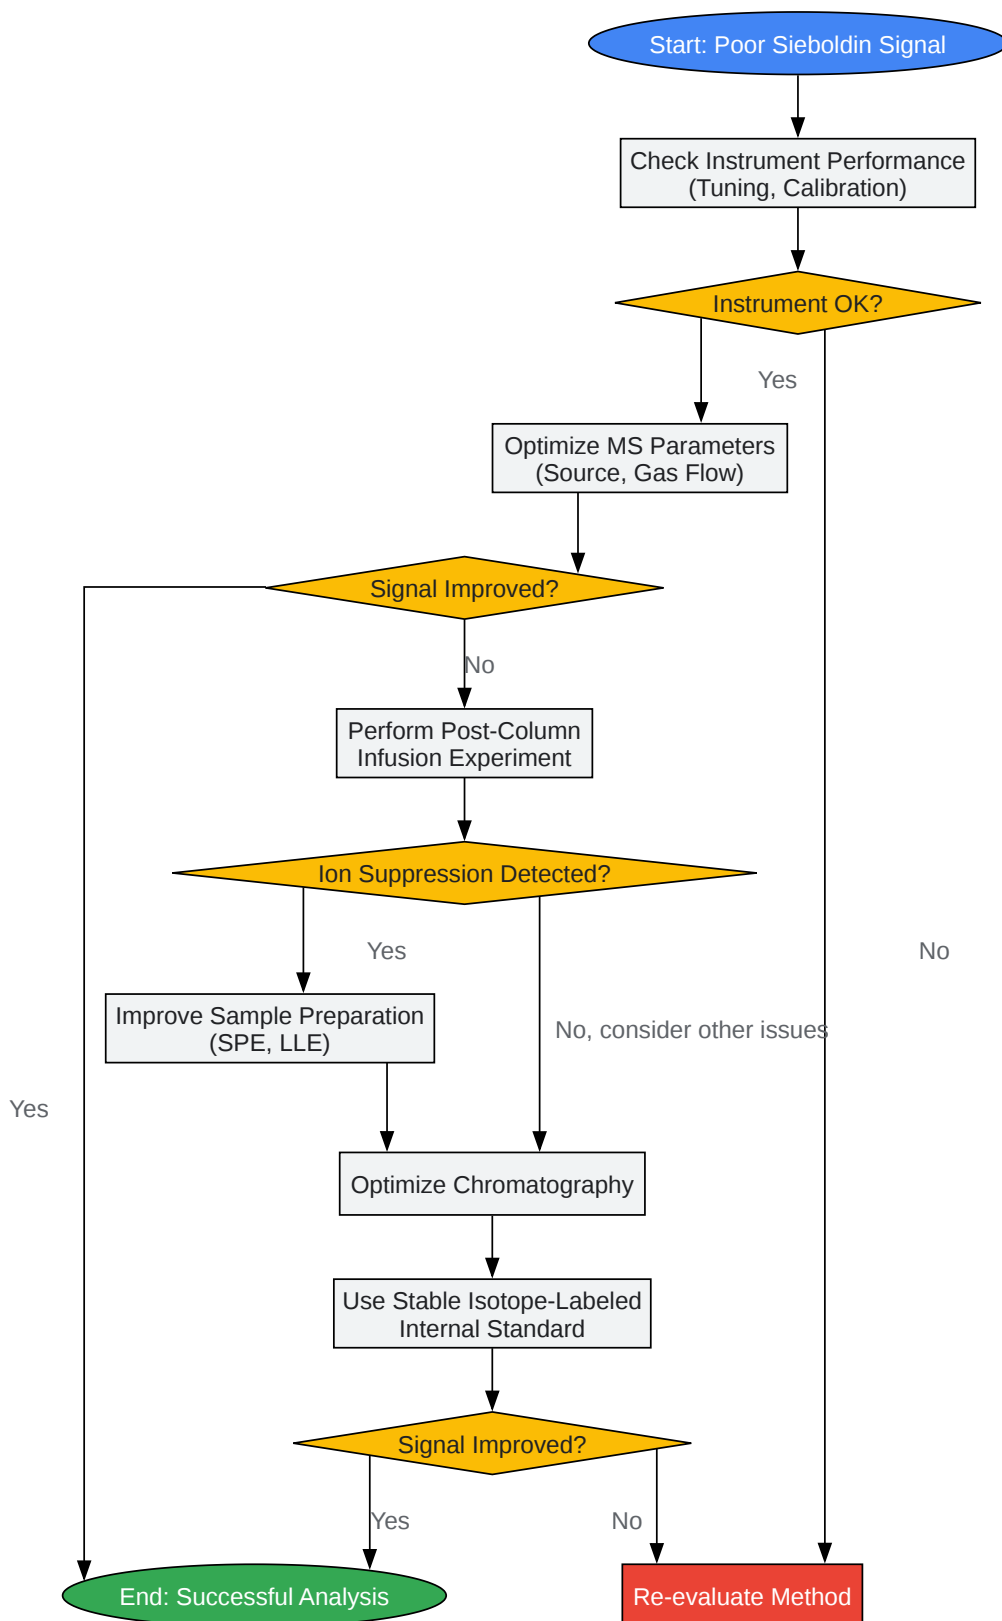 Start: Poor Sieboldin Signal
Check Instrument Performance
(Tuning, Calibration)
Instrument OK?
Yes
Optimize MS Parameters
(Source, Gas Flow)
Signal Improved?
No
Perform Post-Column
Infusion Experiment
Ion Suppression Detected?
Yes
No
Improve Sample Preparation
(SPE, LLE)
No, consider other issues
Yes
Optimize Chromatography
Use Stable Isotope-Labeled
Internal Standard
Signal Improved?
Yes
No
End: Successful Analysis
Re-evaluate Method